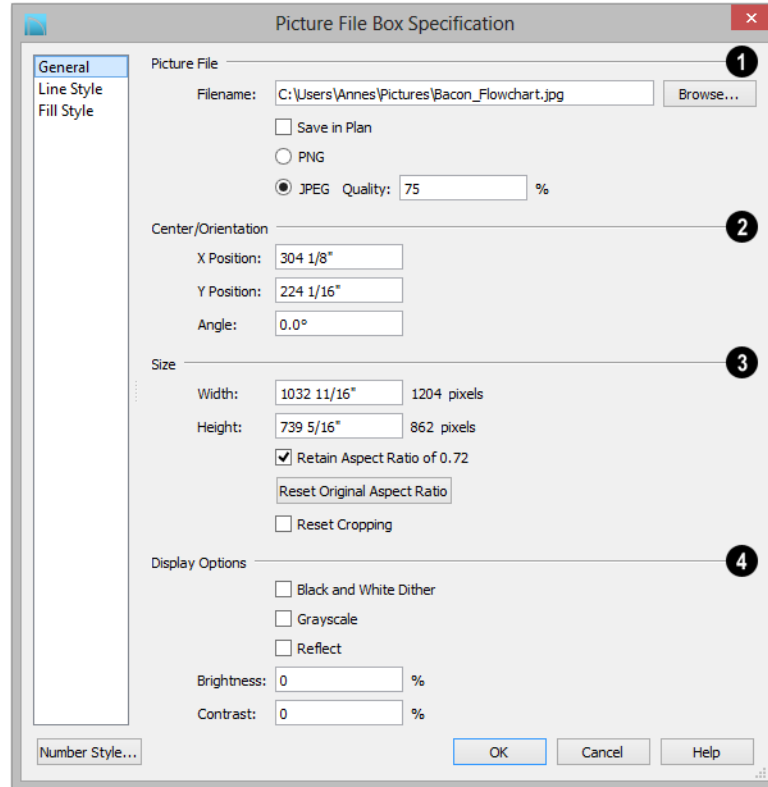 Picture File Box Specification
General
Line Style
Fill Style
Picture File 1
Filename: C:\Users\Annes\Pictures\Bacon_Flowchart.jpg Browse...
Save in Plan
PNG
JPEG Quality: 75 %
Center/Orientation 2
X Position: 304 1/8"
Y Position: 224 1/16"
Angle: 0.0°
Size 3
Width: 1032 11/16" 1204 pixels
Height: 739 5/16" 862 pixels
Retain Aspect Ratio of 0.72
Reset Original Aspect Ratio
Reset Cropping
Display Options 4
Black and White Dither
Grayscale
Reflect
Brightness: 0 %
Contrast: 0 %
Number Style... OK Cancel Help